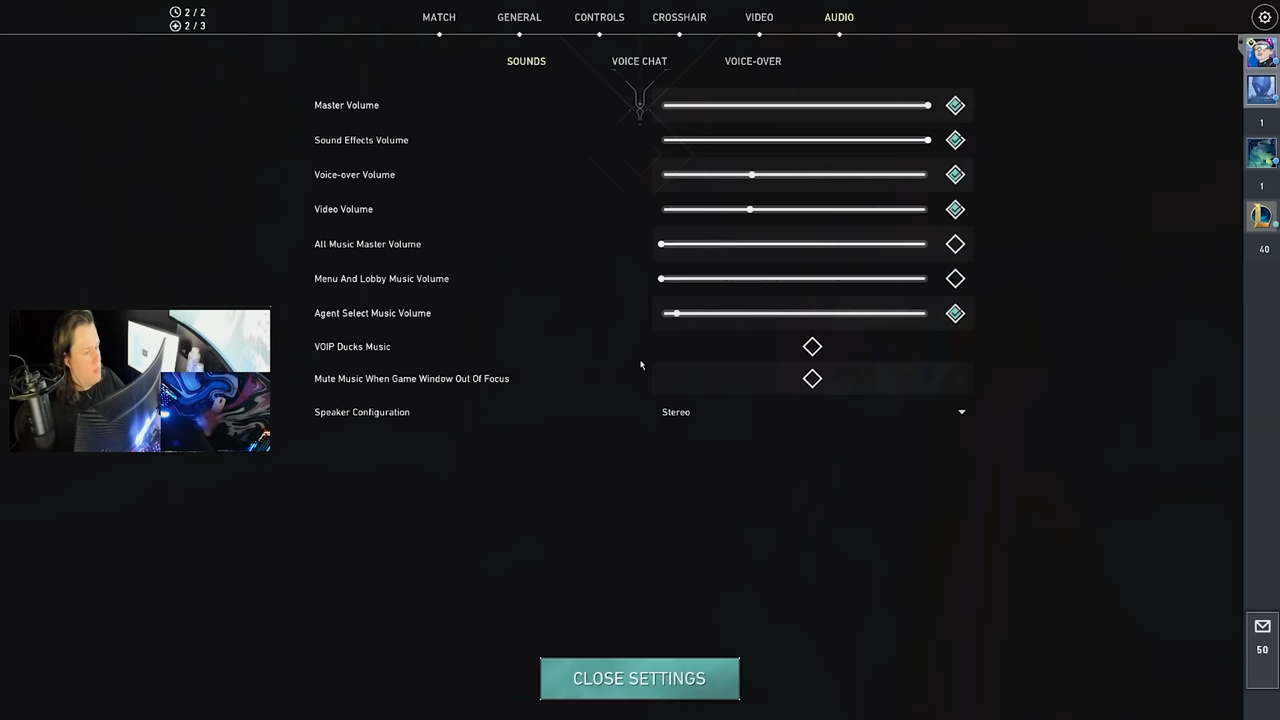 2 / 2
2 / 3
MATCH GENERAL CONTROLS CROSSHAIR VIDEO AUDIO
SOUNDS VOICE CHAT VOICE-OVER
Master Volume
Sound Effects Volume
Voice-over Volume
Video Volume
All Music Master Volume
Menu And Lobby Music Volume
Agent Select Music Volume
VOIP Ducks Music
Mute Music When Game Window Out Of Focus
Speaker Configuration Stereo
CLOSE SETTINGS
1
1
40
50